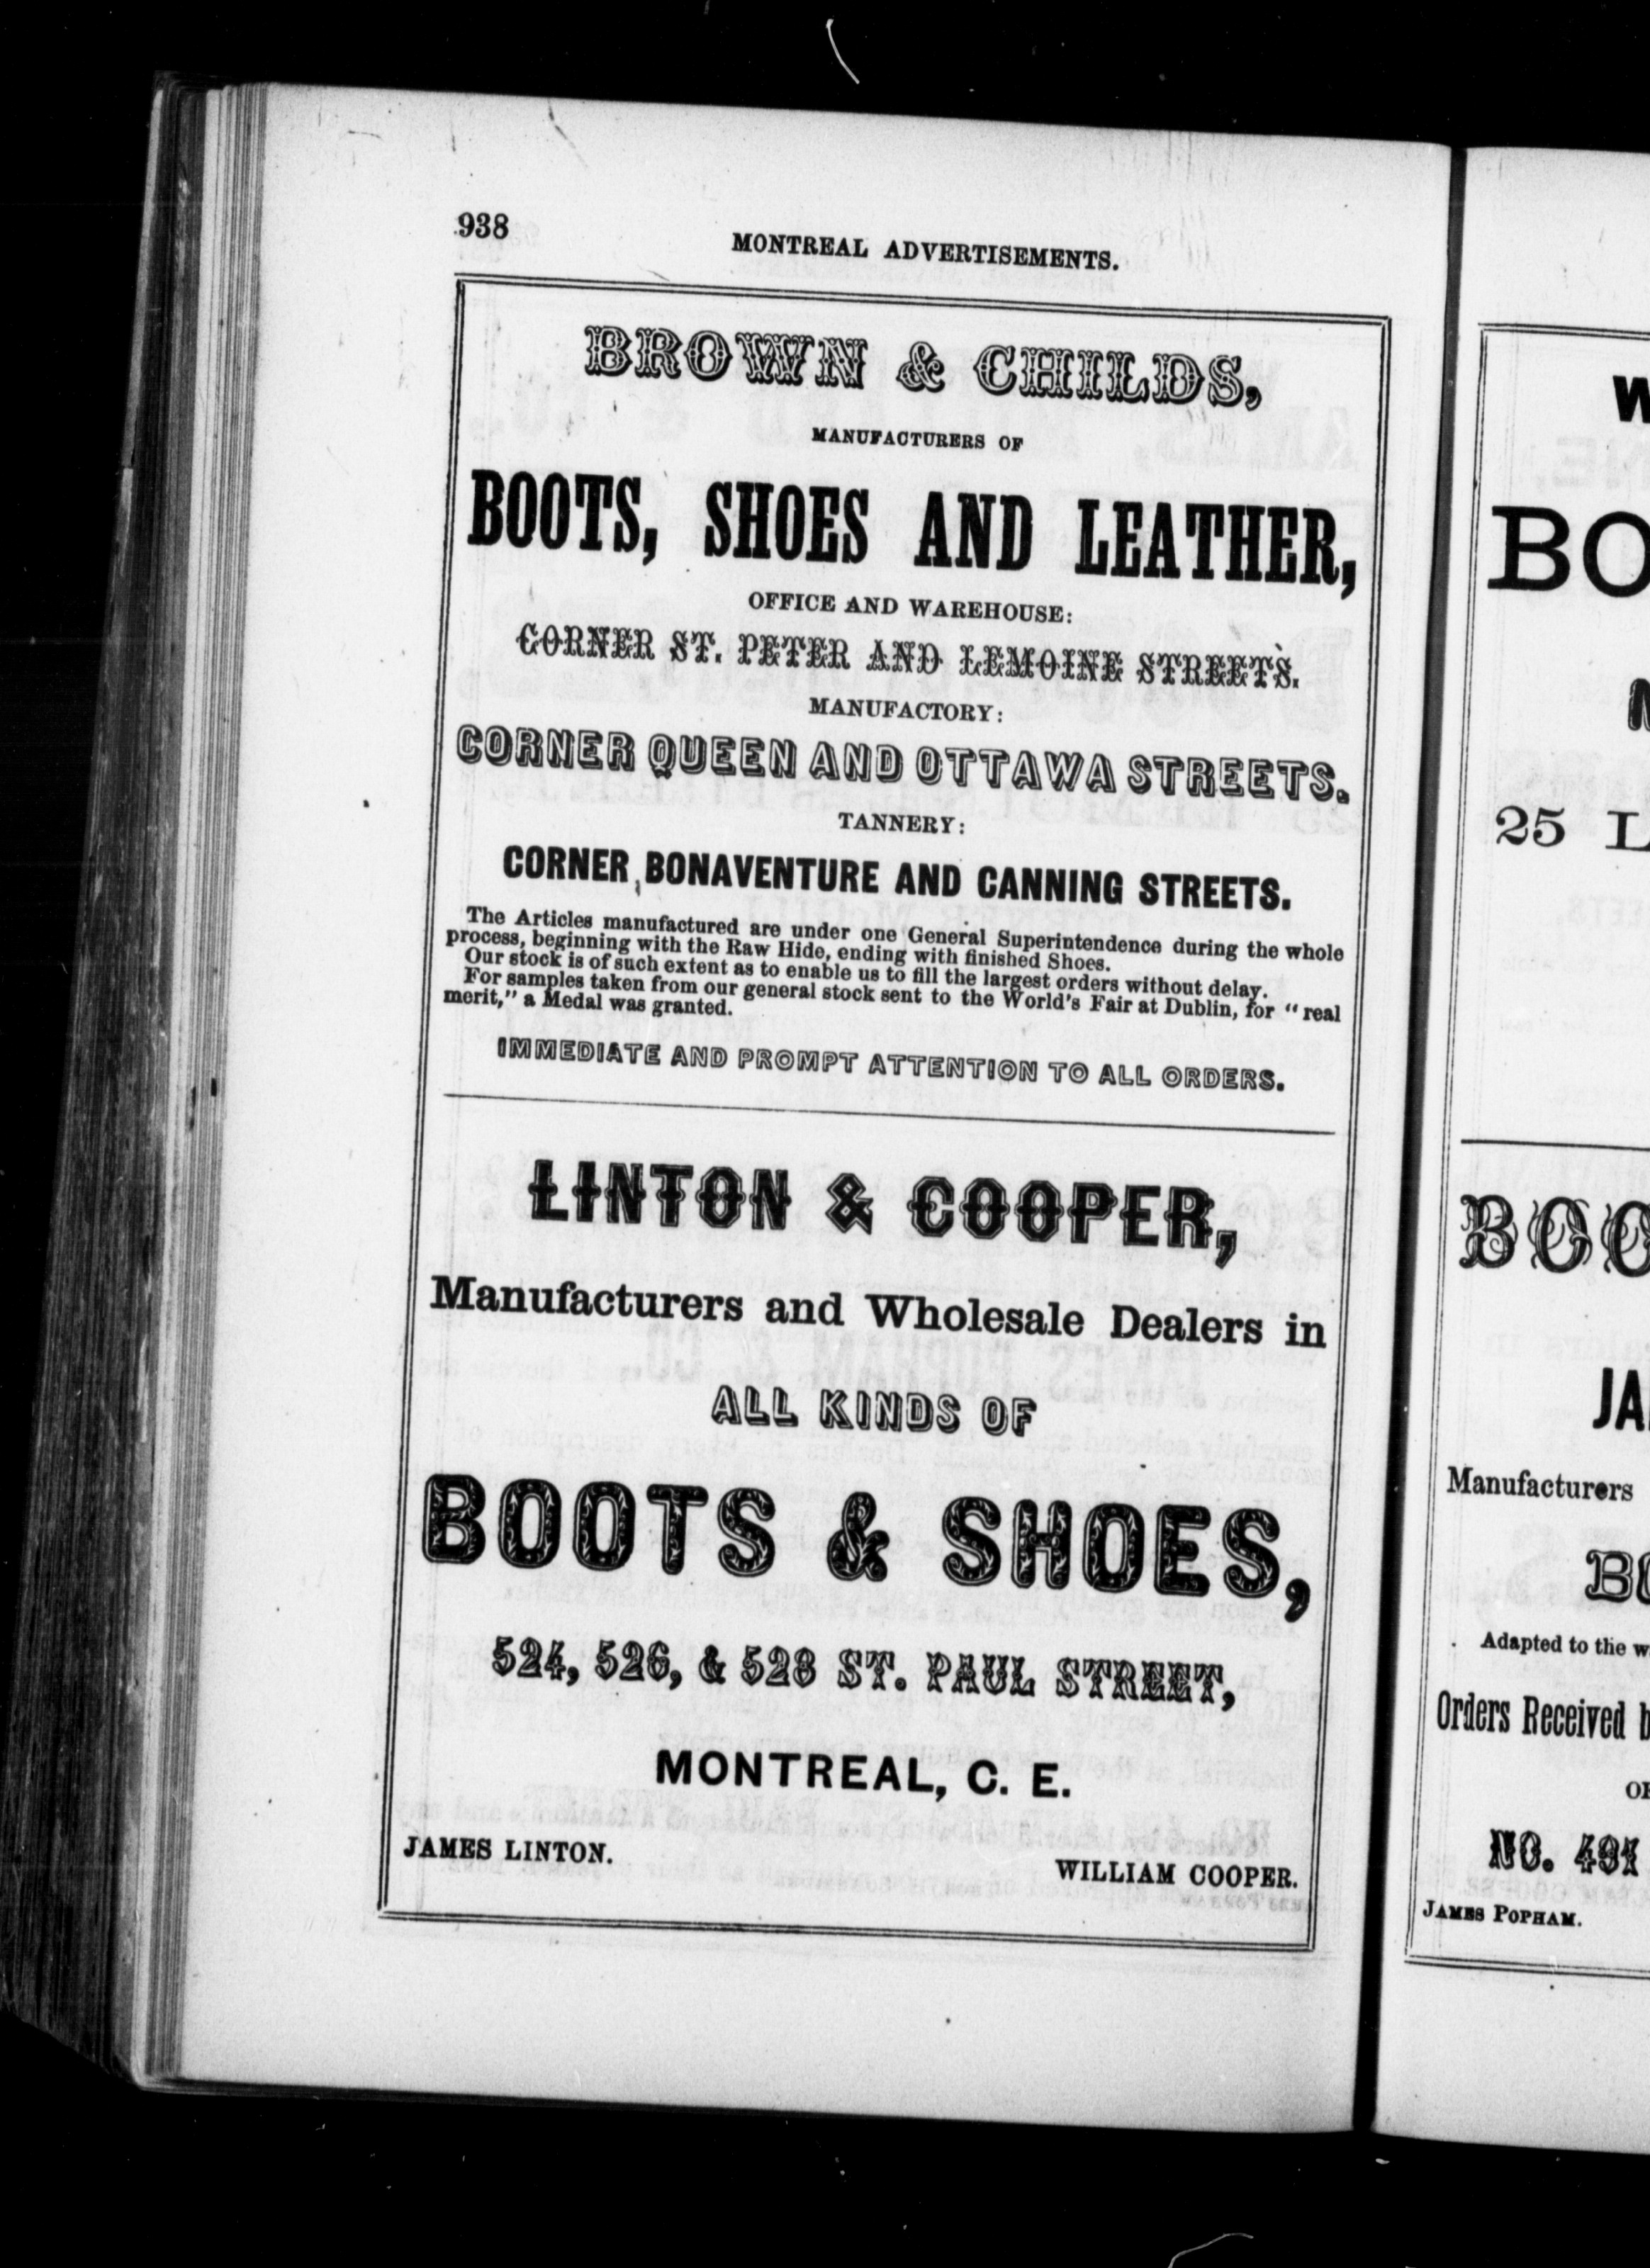 938
MONTREAL ADVERTISEMENTS.
BROWN & CHILDS,
MANUFACTURERS OF
BOOTS, SHOES AND LEATHER,
OFFICE AND WAREHOUSE:
CORNER ST. PETER AND LEMOINE STREETS.
MANUFACTORY:
CORNER QUEEN AND OTTAWA STREETS.
TANNERY:
CORNER BONAVENTURE AND CANNING STREETS.
The Articles manufactured are under one General Superintendence during the whole
process, beginning with the Raw Hide, ending with finished Shoes.
Our stock is of such extent as to enable us to fill the largest orders without delay.
For samples taken from our general stock sent to the World's Fair at Dublin, for "real
merit," a Medal was granted.
IMMEDIATE AND PROMPT ATTENTION TO ALL ORDERS.
LINTON & COOPER,
Manufacturers and Wholesale Dealers in
ALL KINDS OF
BOOTS & SHOES,
524, 526, & 528 ST. PAUL STREET,
MONTREAL, C. E.
JAMES LINTON.
WILLIAM COOPER.
25
Manufacturers
Adapted to the
Orders Received
NO. 491
JAMES POPHAM.